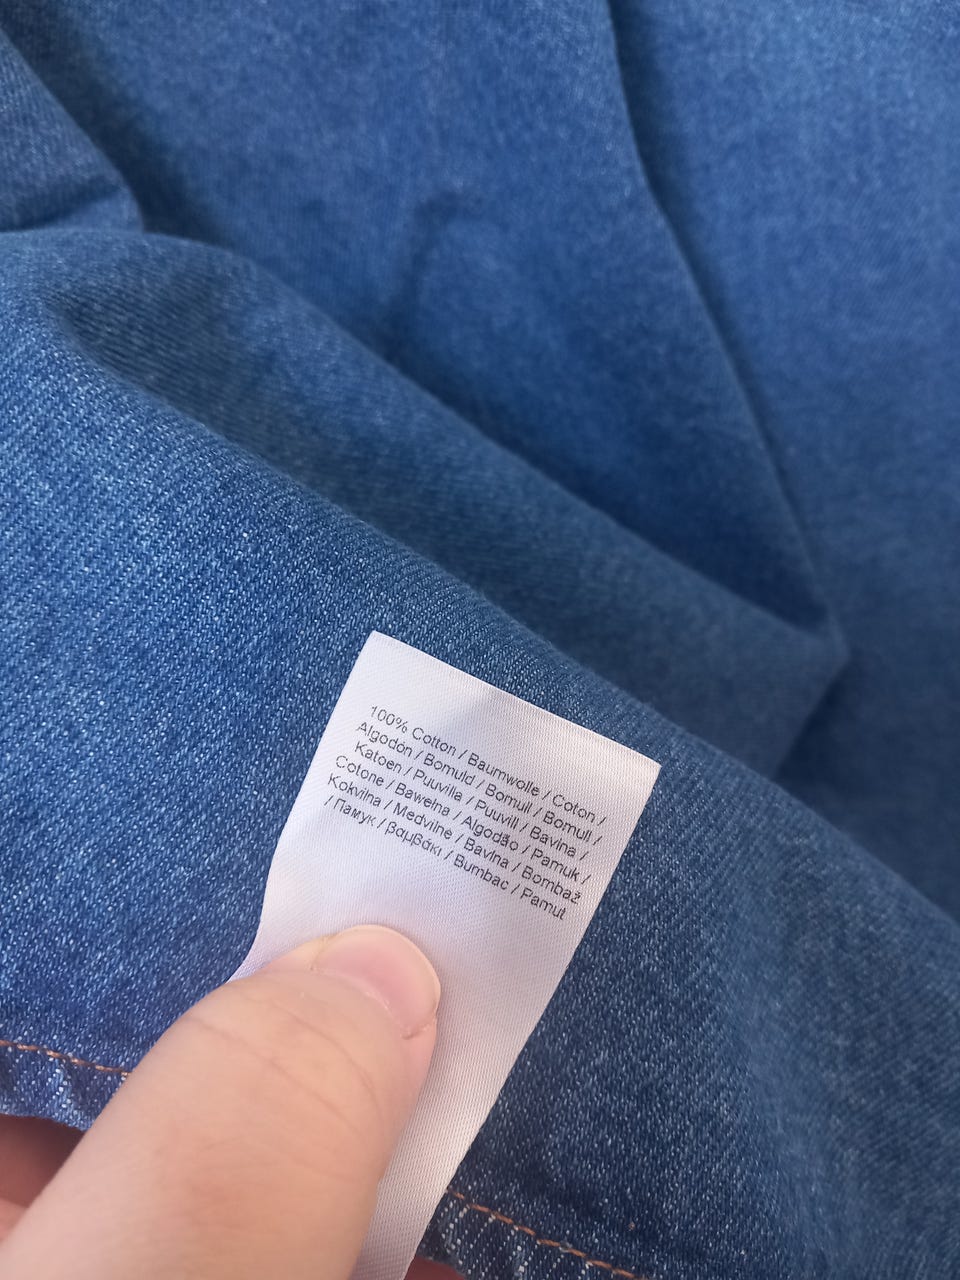 100% Cotton / Baumwolle / Coton /
Algodón / Bomuld / Bomull / Bomull /
Katoen / Puuvilla / Puuvill / Bavlna /
Cotone / Bawełna / Algodão / Pamuk /
Kokvilna / Medvilnė / Bavlna / Bombaž
/ Памук / βαμβάκι / Bumbac / Pamut